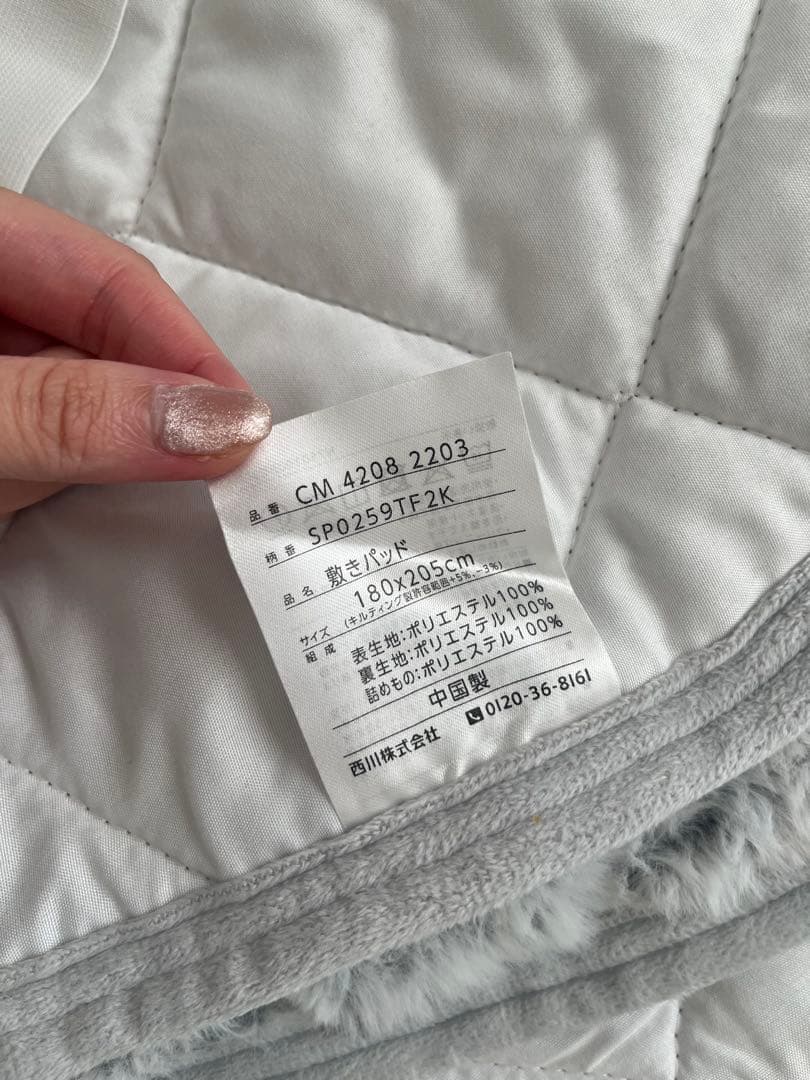 品番 CM 4208 2203
柄番 SP0259TF2K
品名 敷きパッド
サイズ 180x205cm
(キルティング製許容範囲+5%,-3%)
組成 表生地:ポリエステル100%
裏生地:ポリエステル100%
詰めもの:ポリエステル100%
中国製
西川株式会社 0120-36-8161